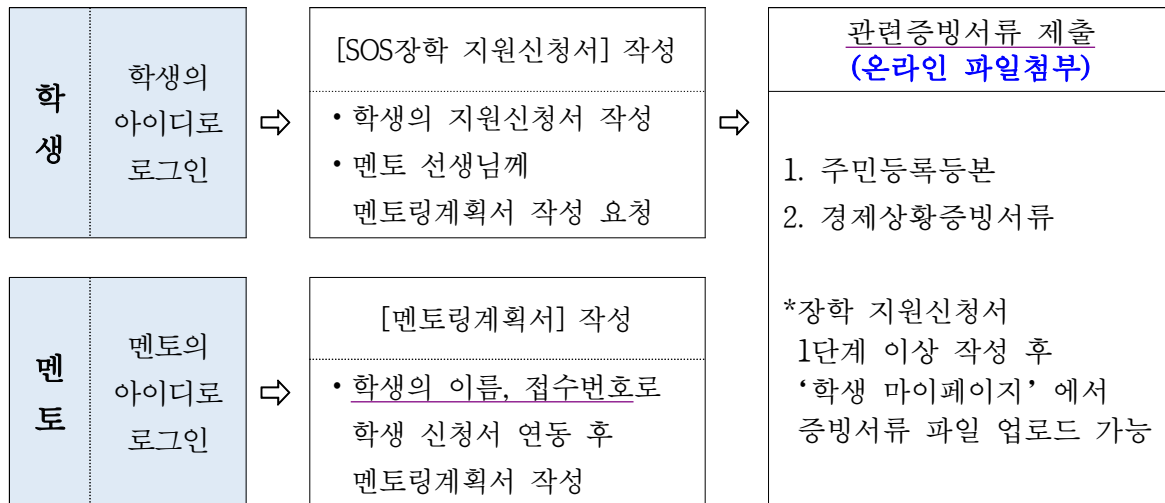 학
생
학생의
아이디로
로그인
⇨
[SOS장학 지원신청서] 작성
• 학생의 지원신청서 작성
• 멘토 선생님께
멘토링계획서 작성 요청
⇨
멘
토
멘토의
아이디로
로그인
⇨
[멘토링계획서] 작성
• 학생의 이름, 접수번호로
학생 신청서 연동 후
멘토링계획서 작성
관련증빙서류 제출
(온라인 파일첨부)
1. 주민등록등본
2. 경제상황증빙서류
*장학 지원신청서
1단계 이상 작성 후
‘학생 마이페이지’ 에서
증빙서류 파일 업로드 가능